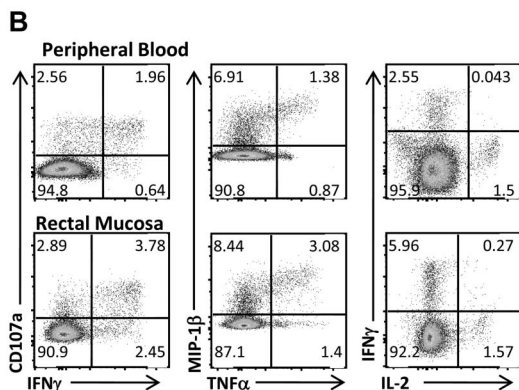 B
Peripheral Blood
2.56 1.96 6.91 1.38 2.55 0.043
94.8 0.64 90.8 0.87 95.9 1.5
Rectal Mucosa
2.89 3.78 8.44 3.08 5.96 0.27
90.9 2.45 87.1 1.4 92.2 1.57
CD107a MIP-1β IFNγ
IFNγ TNFα IL-2